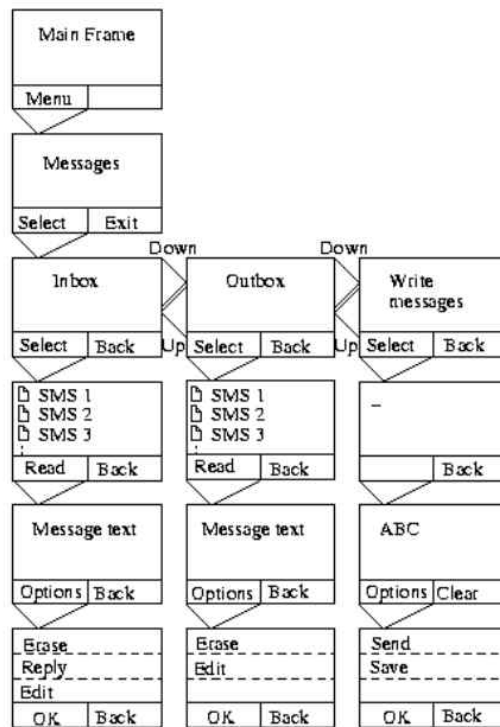 Main Frame
Menu
Messages
Select Exit
Down Down
Inbox Outbox Write
messages
Select Back Up Select Back Up Select Back
SMS 1 SMS 1 _
SMS 2 SMS 2
SMS 3 SMS 3
:
Read Back Read Back Back
Message text Message text ABC
Options Back Options Back Options Clear
Erase Erase Send
Reply Edit Save
Edit
OK Back OK Back OK Back